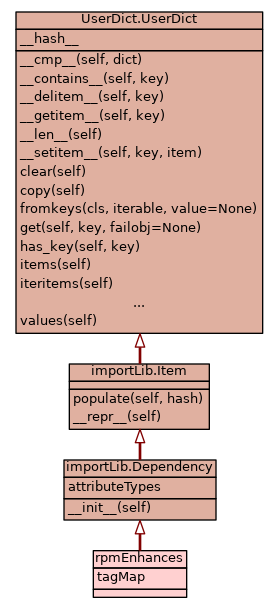 UserDict.UserDict
__hash__
__cmp__(self, dict)
__contains__(self, key)
__delitem__(self, key)
__getitem__(self, key)
__len__(self)
__setitem__(self, key, item)
clear(self)
copy(self)
fromkeys(cls, iterable, value=None)
get(self, key, failobj=None)
has_key(self, key)
items(self)
iteritems(self)
...
values(self)
importLib.Item
populate(self, hash)
__repr__(self)
importLib.Dependency
attributeTypes
__init__(self)
rpmEnhances
tagMap